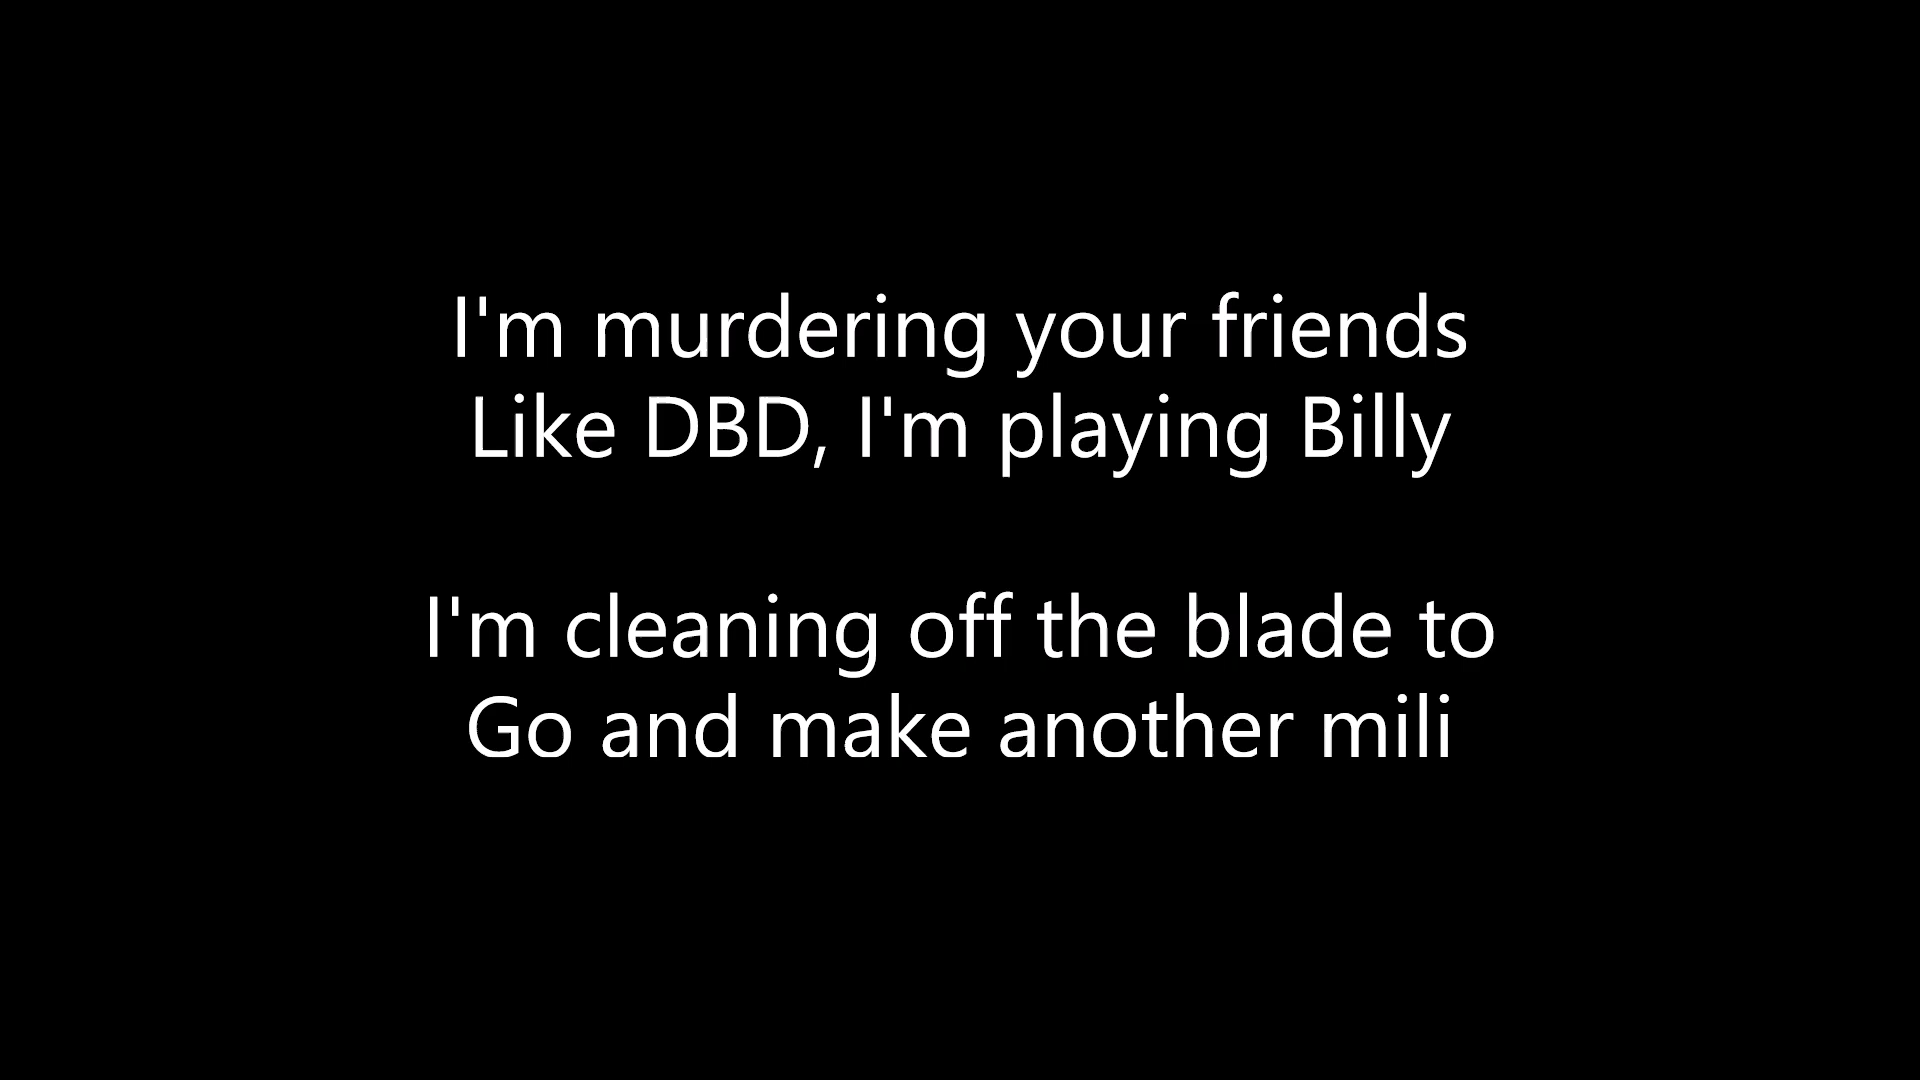 I'm murdering your friends
Like DBD, I'm playing Billy
I'm cleaning off the blade to
Go and make another mili